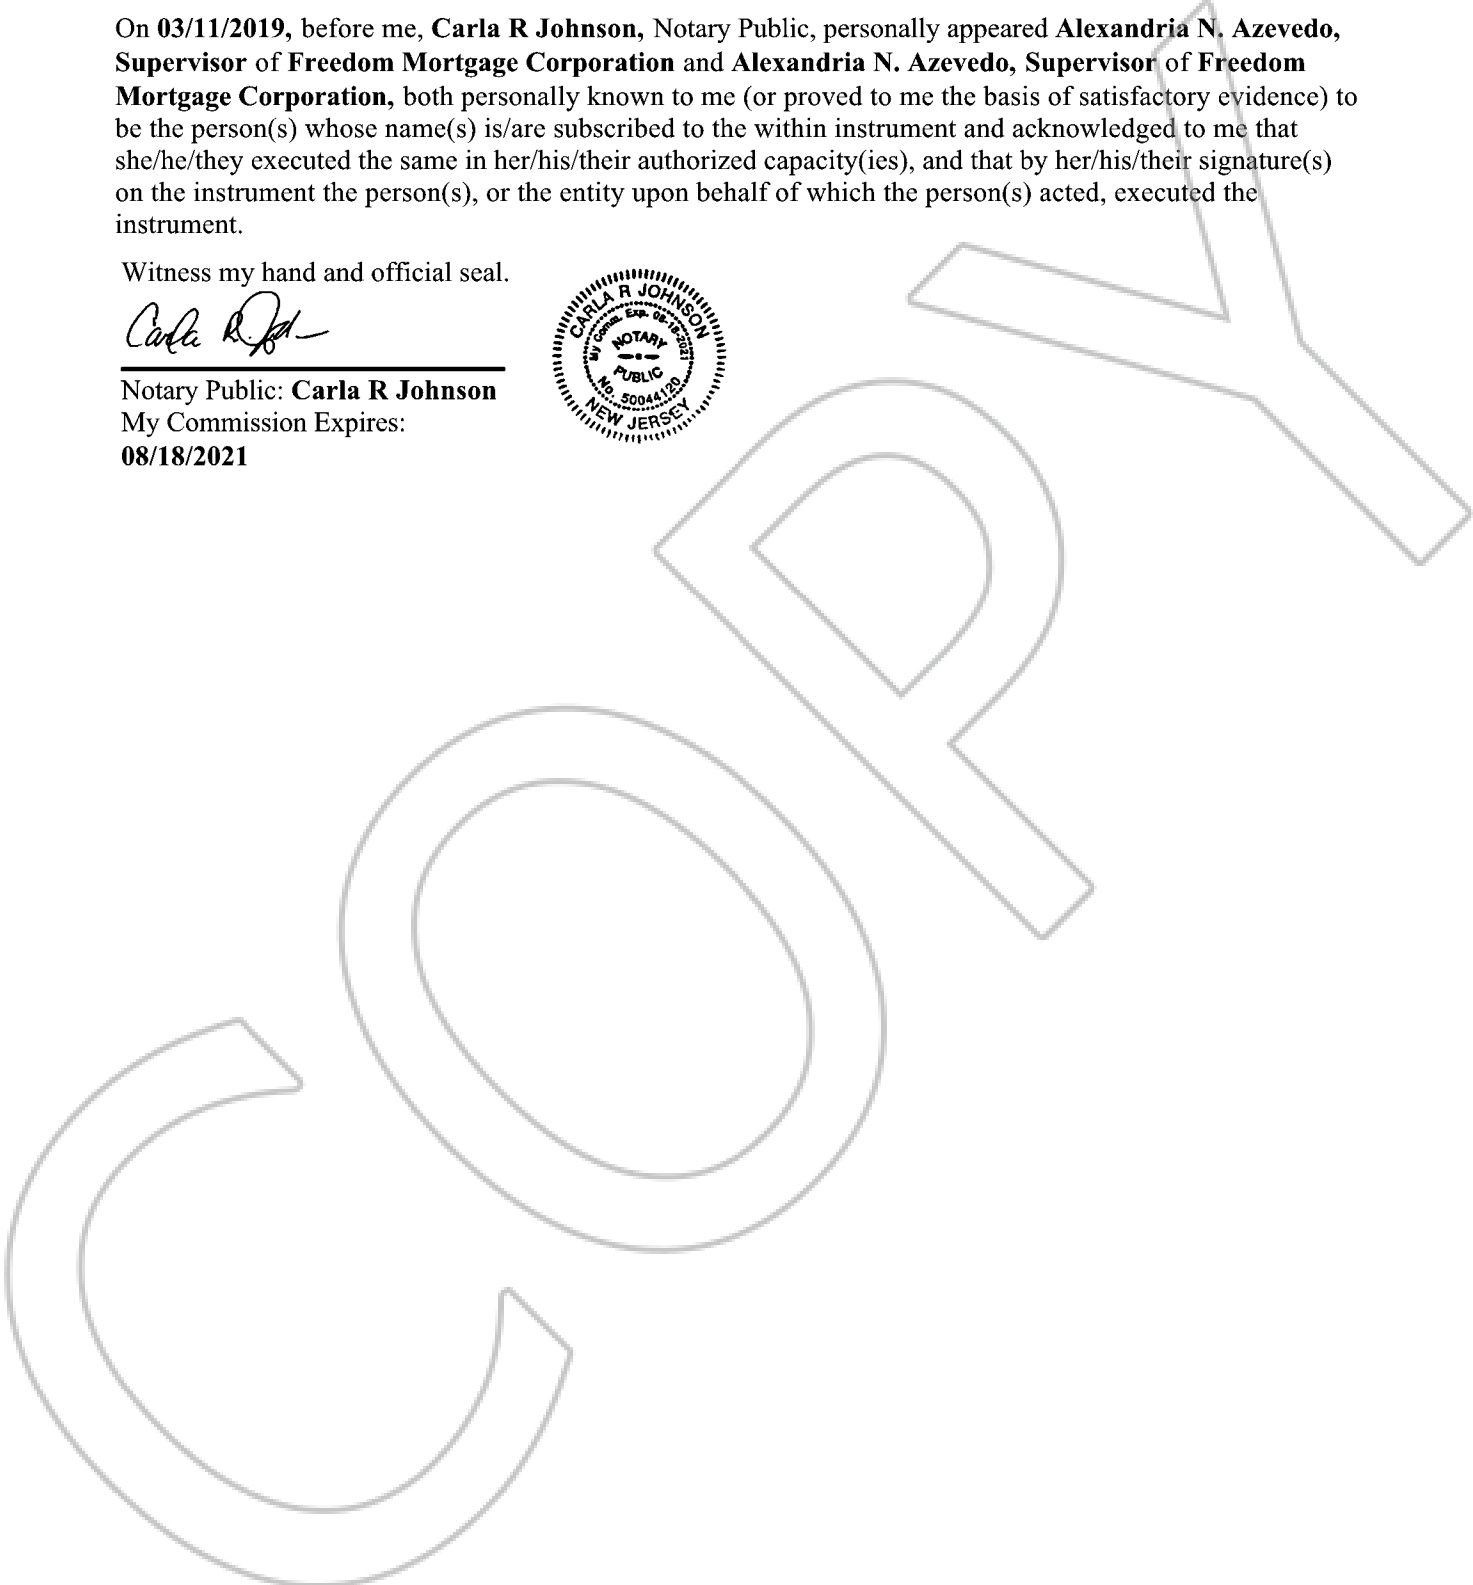 On 03/11/2019, before me, Carla R Johnson, Notary Public, personally appeared Alexandria N. Azevedo,
Supervisor of Freedom Mortgage Corporation and Alexandria N. Azevedo, Supervisor of Freedom
Mortgage Corporation, both personally known to me (or proved to me the basis of satisfactory evidence) to
be the person(s) whose name(s) is/are subscribed to the within instrument and acknowledged to me that
she/he/they executed the same in her/his/their authorized capacity(ies), and that by her/his/their signature(s)
on the instrument the person(s), or the entity upon behalf of which the person(s) acted, executed the
instrument.
Witness my hand and official seal.
Carla R. Joh
CARLA R JOHNSON
My Comm. Exp. 08-18-2021
NOTARY
PUBLIC
No. 50044120
NEW JERSEY
Notary Public: Carla R Johnson
My Commission Expires:
08/18/2021
COPY